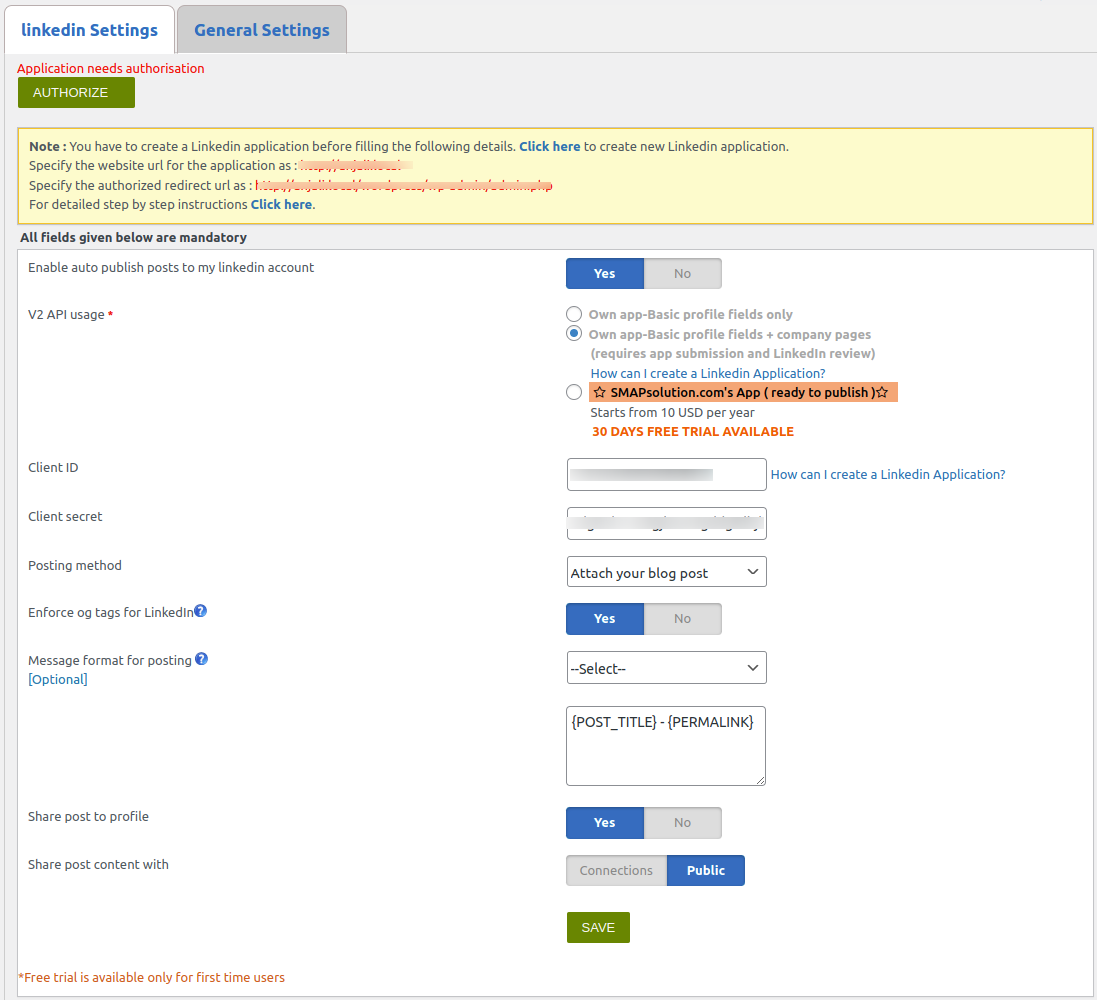 linkedin Settings
General Settings
Application needs authorisation
AUTHORIZE
Note : You have to create a Linkedin application before filling the following details. Click here to create new Linkedin application.
Specify the website url for the application as :
Specify the authorized redirect url as :
For detailed step by step instructions Click here.
All fields given below are mandatory
Enable auto publish posts to my linkedin account
Yes No
V2 API usage *
Own app-Basic profile fields only
Own app-Basic profile fields + company pages
(requires app submission and LinkedIn review)
How can I create a Linkedin Application?
☆ SMAPsolution.com's App ( ready to publish )☆
Starts from 10 USD per year
30 DAYS FREE TRIAL AVAILABLE
Client ID
How can I create a Linkedin Application?
Client secret
Posting method
Attach your blog post
Enforce og tags for LinkedIn?
Yes No
Message format for posting ?
[Optional]
--Select--
{POST_TITLE} - {PERMALINK}
Share post to profile
Yes No
Share post content with
Connections Public
SAVE
*Free trial is available only for first time users